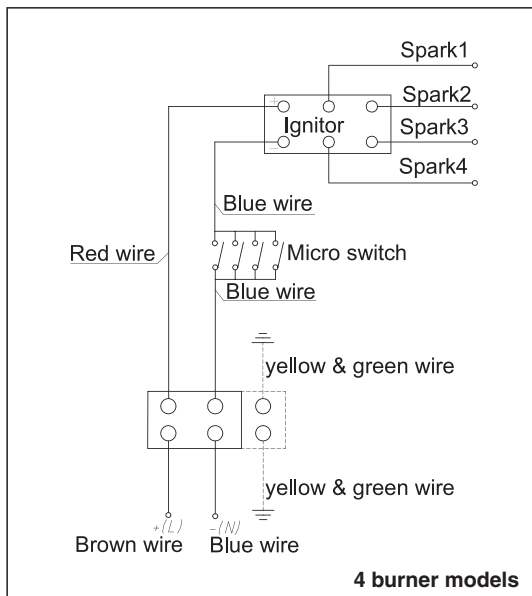 Spark1
Spark2
+
Ignitor
Spark3
−
Spark4
Blue wire
Red wire
Micro switch
Blue wire
yellow & green wire
yellow & green wire
+(L) -(N)
Brown wire Blue wire
4 burner models